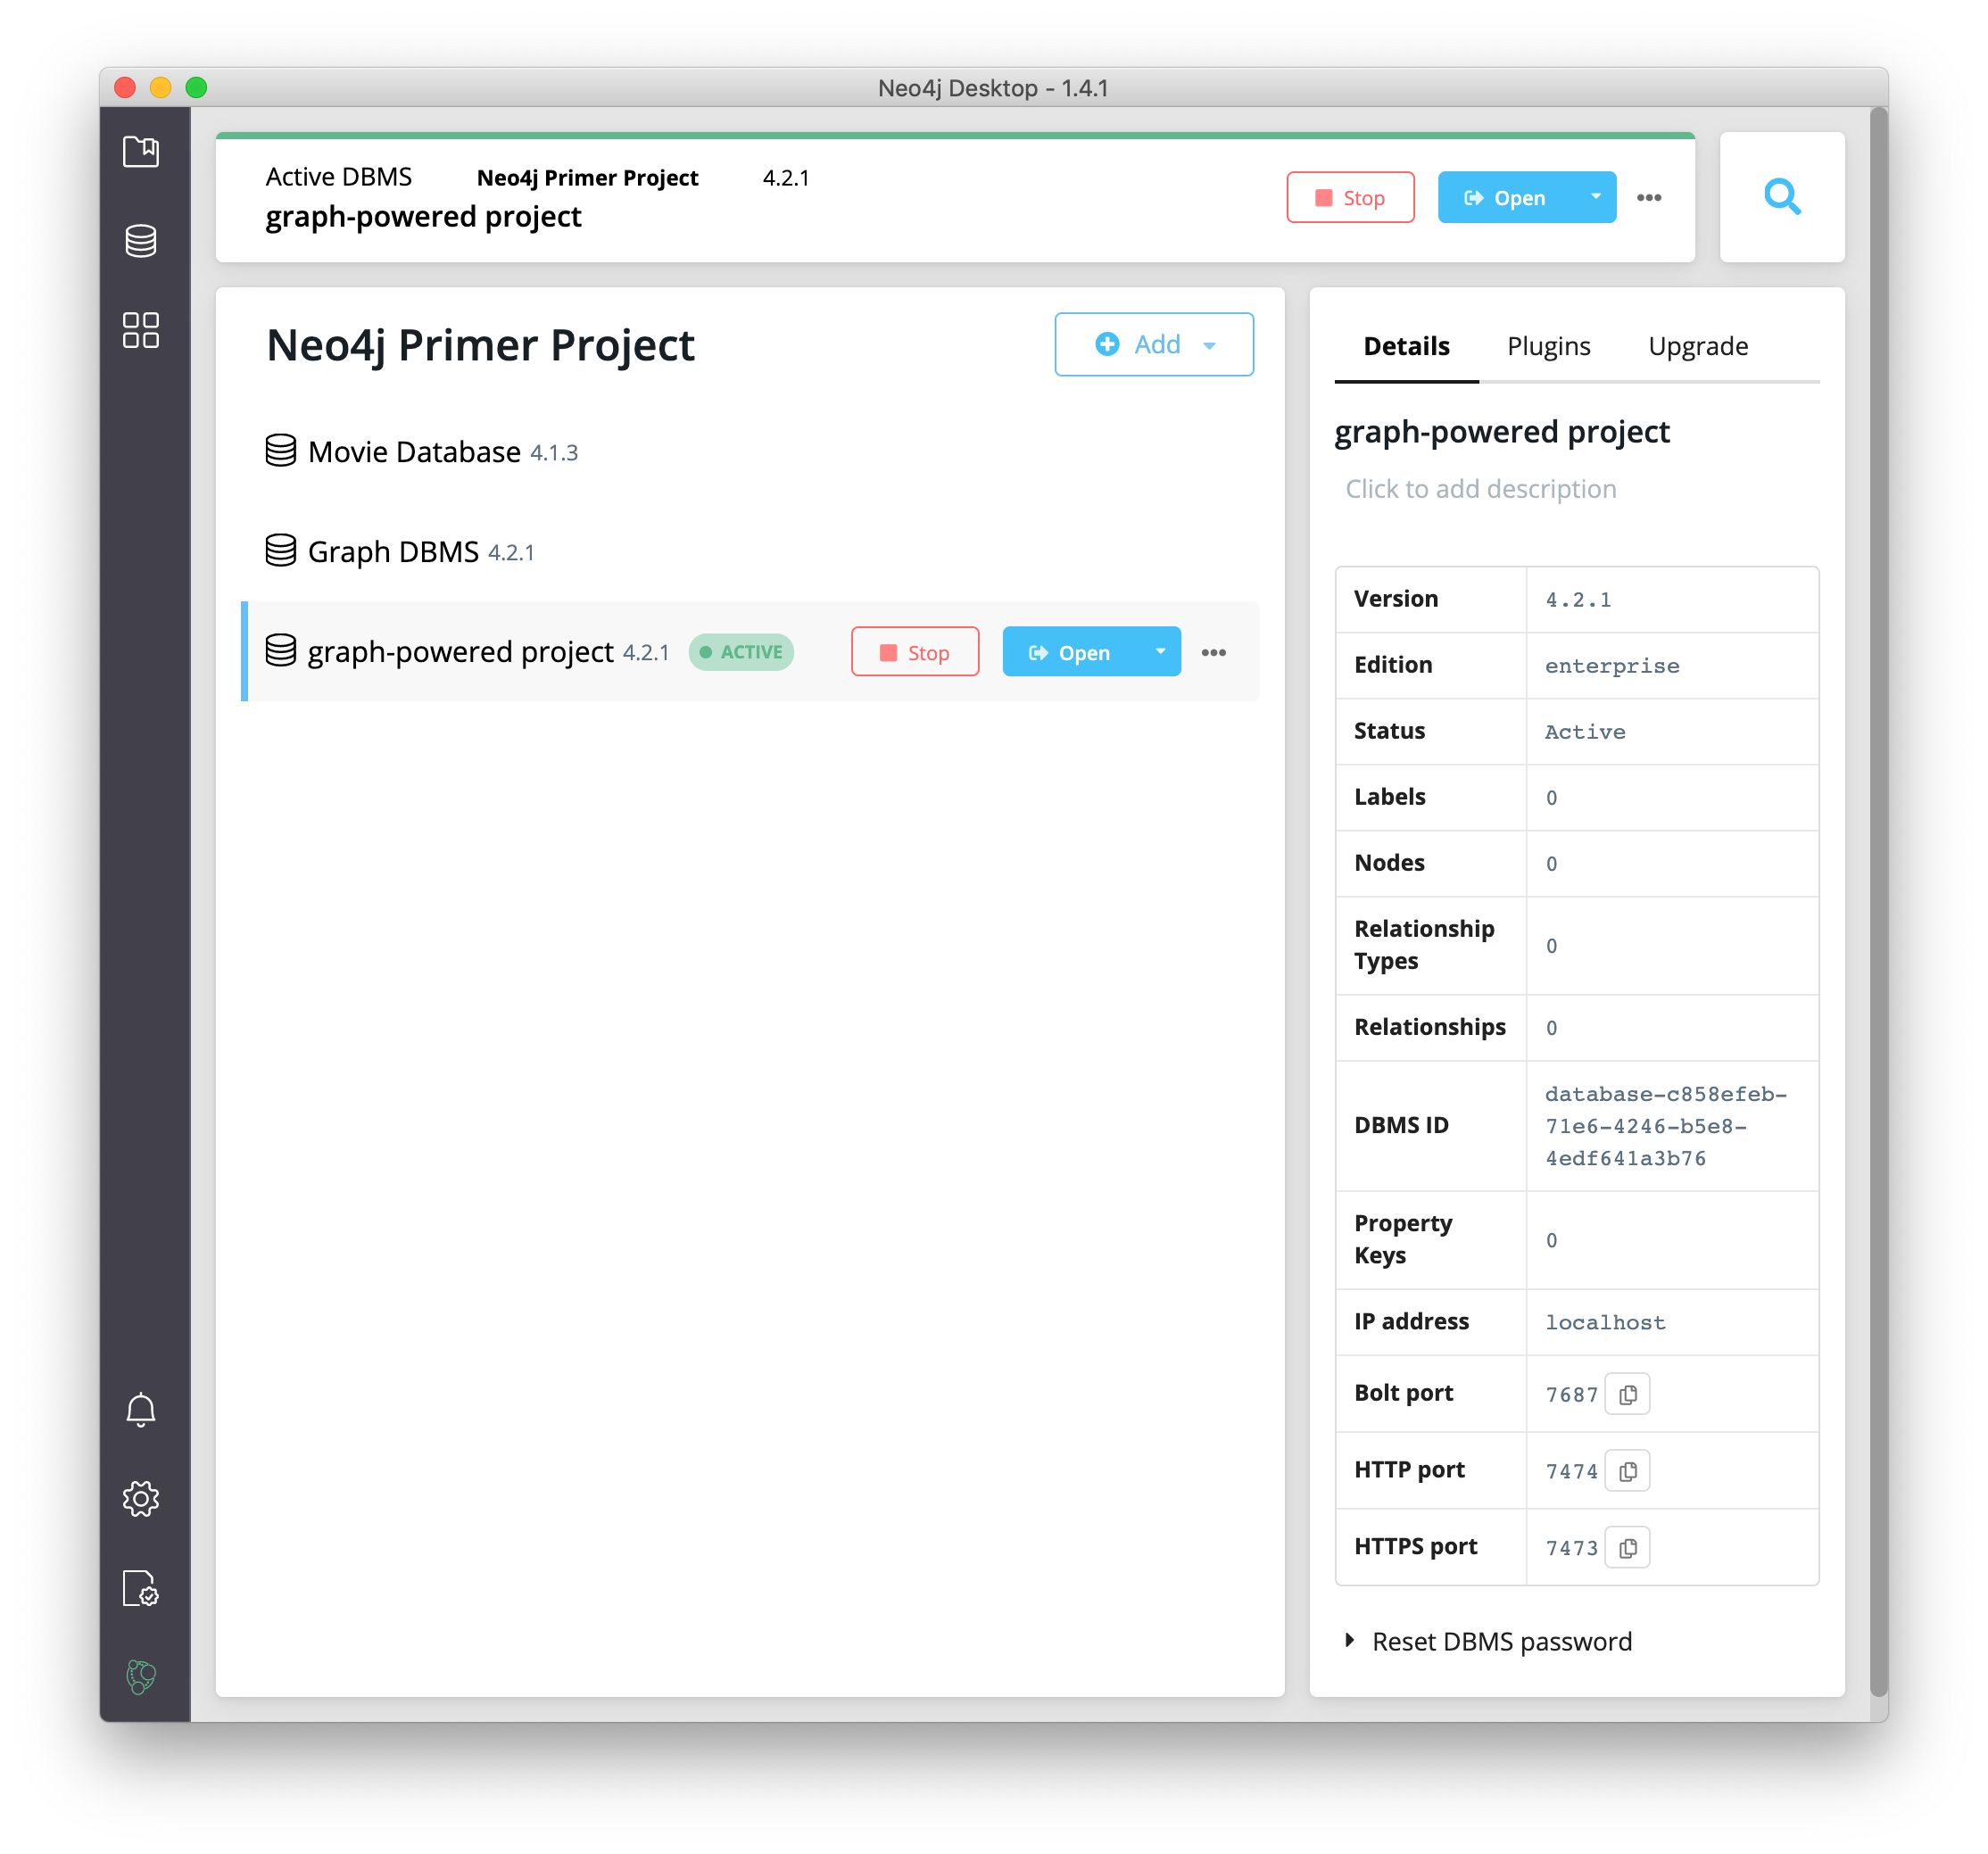 Neo4j Desktop - 1.4.1
Active DBMS Neo4j Primer Project 4.2.1
graph-powered project
Stop Open
Neo4j Primer Project
Add
Movie Database 4.1.3
Graph DBMS 4.2.1
graph-powered project 4.2.1 ACTIVE Stop Open
Details Plugins Upgrade
graph-powered project
Click to add description
Version 4.2.1
Edition enterprise
Status Active
Labels 0
Nodes 0
Relationship
Types 0
Relationships 0
DBMS ID database-c858efeb-
71e6-4246-b5e8-
4edf641a3b76
Property
Keys 0
IP address localhost
Bolt port 7687
HTTP port 7474
HTTPS port 7473
Reset DBMS password